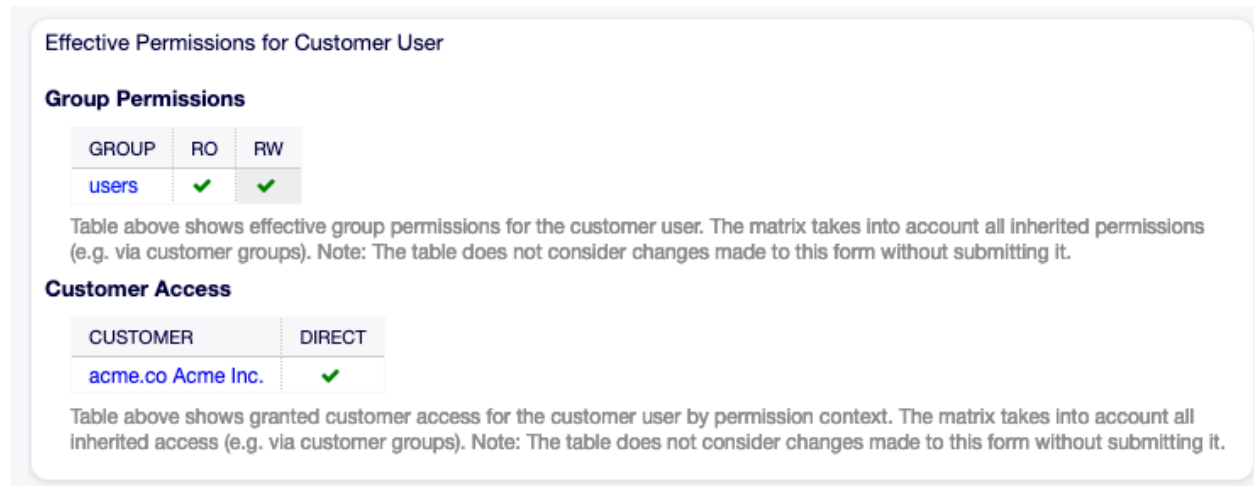 Effective Permissions for Customer User
Group Permissions
GROUP RO RW
users ✔ ✔
Table above shows effective group permissions for the customer user. The matrix takes into account all inherited permissions
(e.g. via customer groups). Note: The table does not consider changes made to this form without submitting it.
Customer Access
CUSTOMER DIRECT
acme.co Acme Inc. ✔
Table above shows granted customer access for the customer user by permission context. The matrix takes into account all
inherited access (e.g. via customer groups). Note: The table does not consider changes made to this form without submitting it.